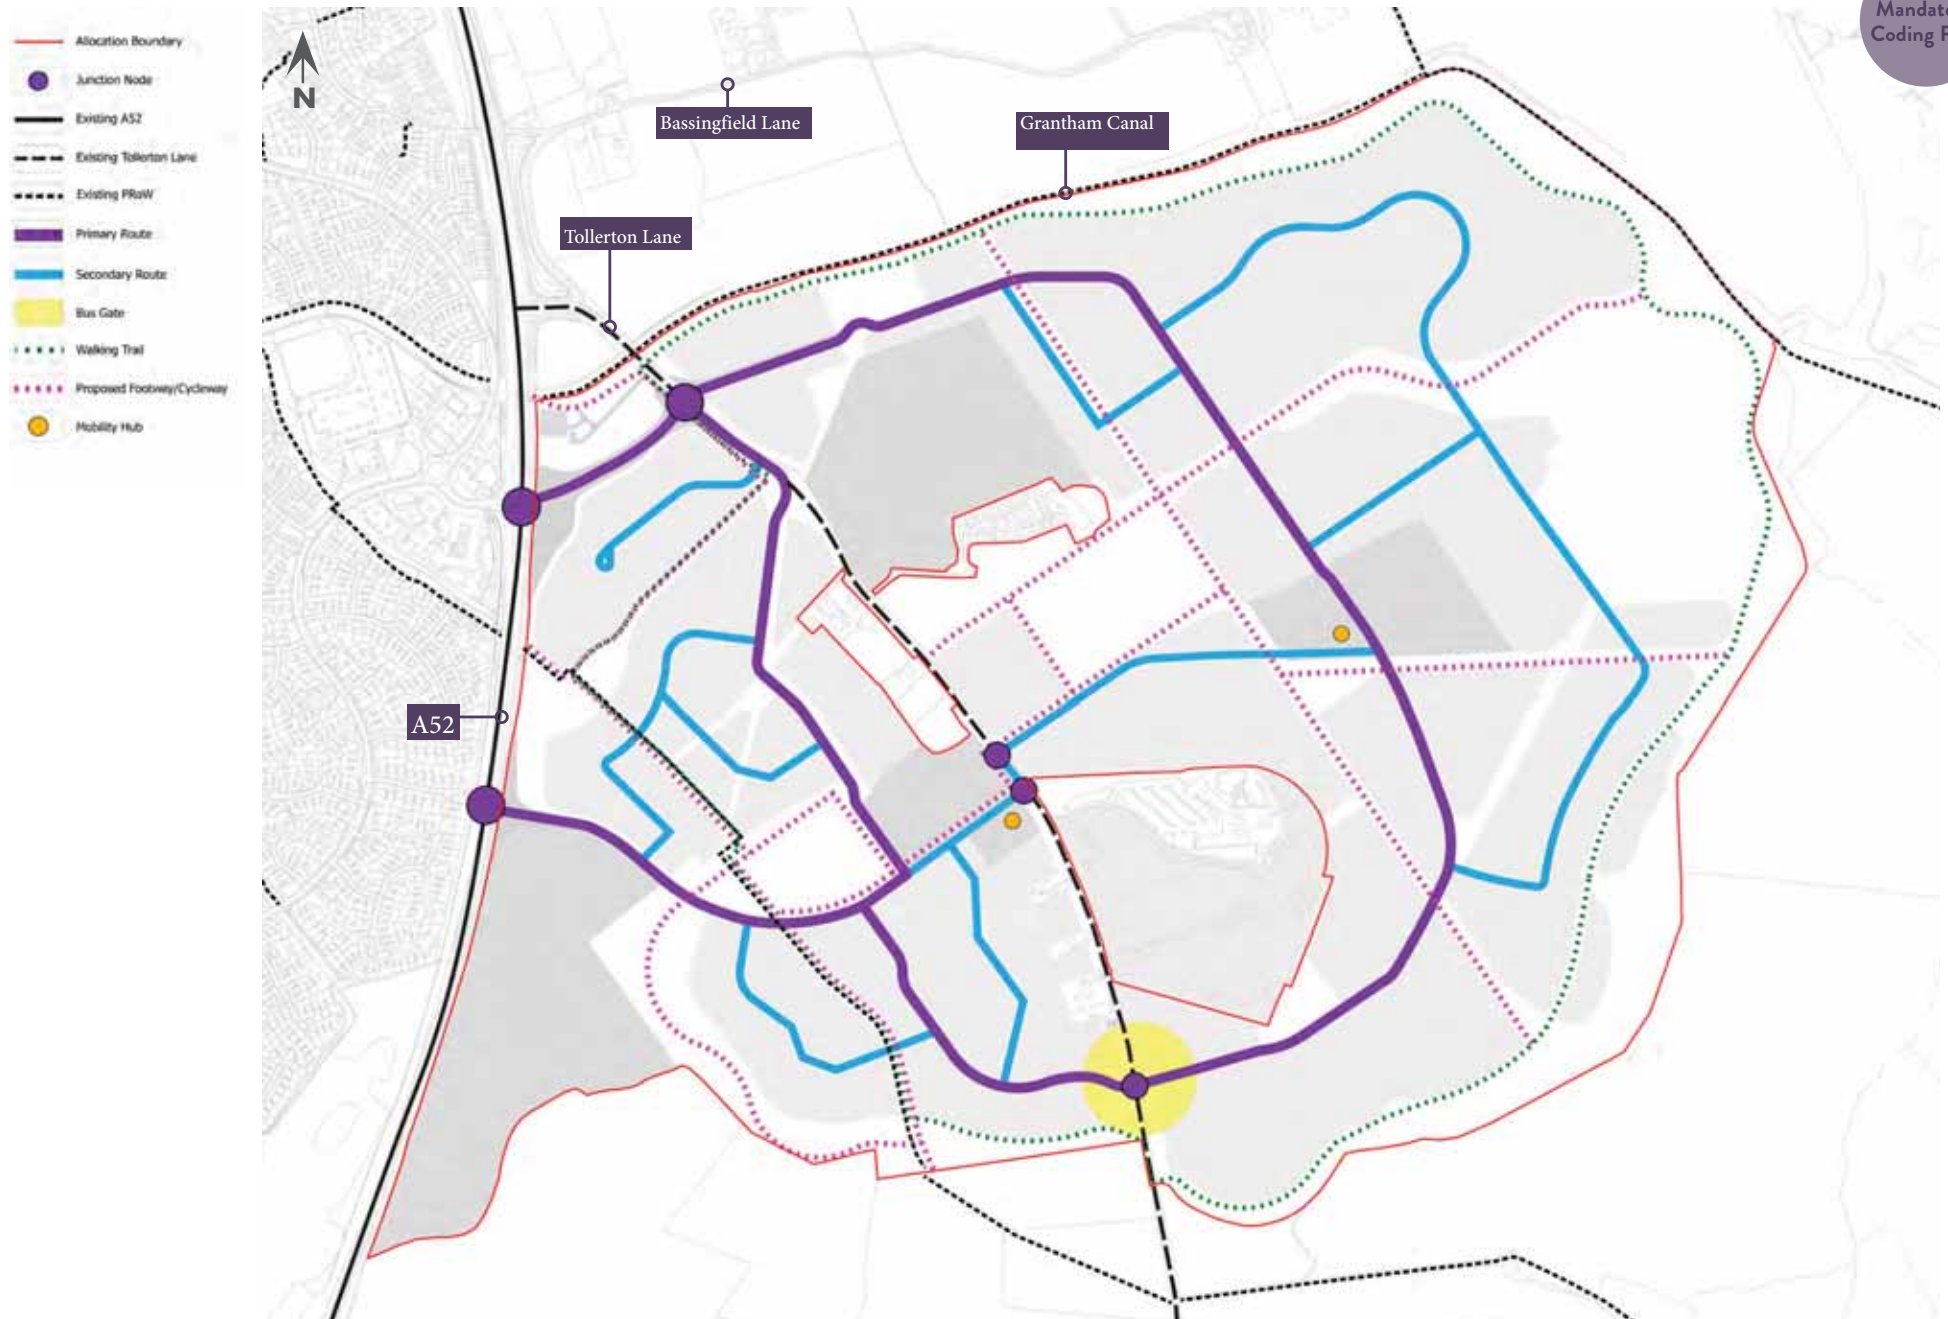 Allocation Boundary
Junction Node
Existing A52
Existing Tollerton Lane
Existing PRoW
Primary Route
Secondary Route
Bus Gate
Walking Trail
Proposed Footway/Cycleway
Mobility Hub
N
Bassingfield Lane
Grantham Canal
Tollerton Lane
A52
Coding